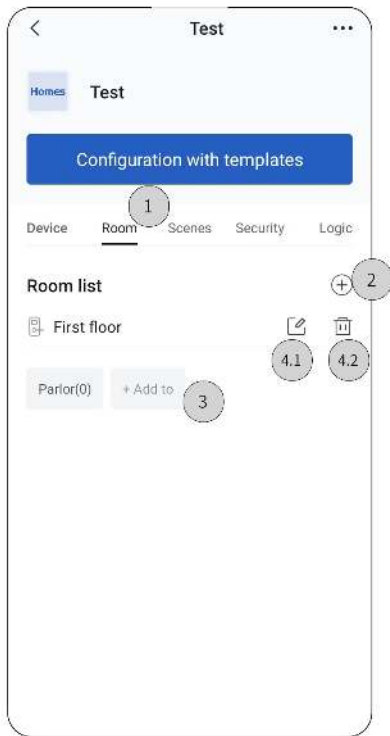 Test
Homes Test
Configuration with templates
1
Device Room Scenes Security Logic
Room list 2
First floor
4.1 4.2
Parlor(0) + Add to 3